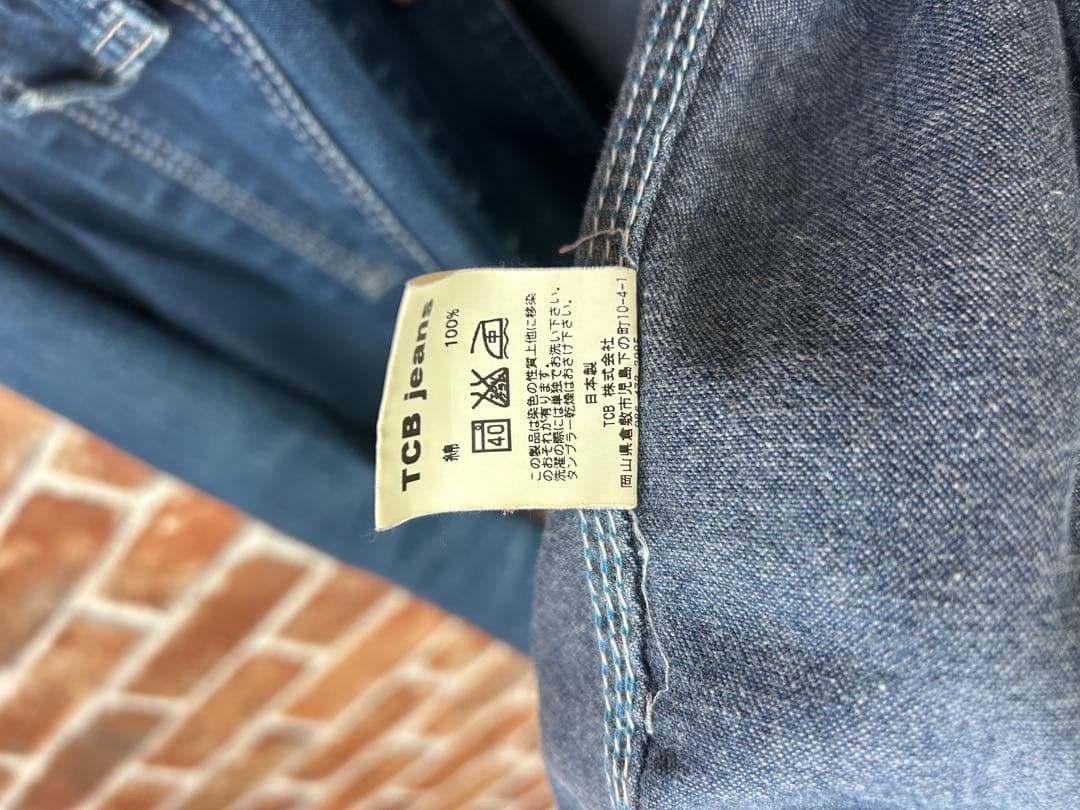 TCB jeans
綿 100%
40
この製品は染色の性質上他に移染
のおそれが有ります。
洗濯の際には単独でお洗い下さい。
タンブラー乾燥はおさけ下さい。
日本製
TCB 株式会社
岡山県倉敷市児島下の町10-4-1